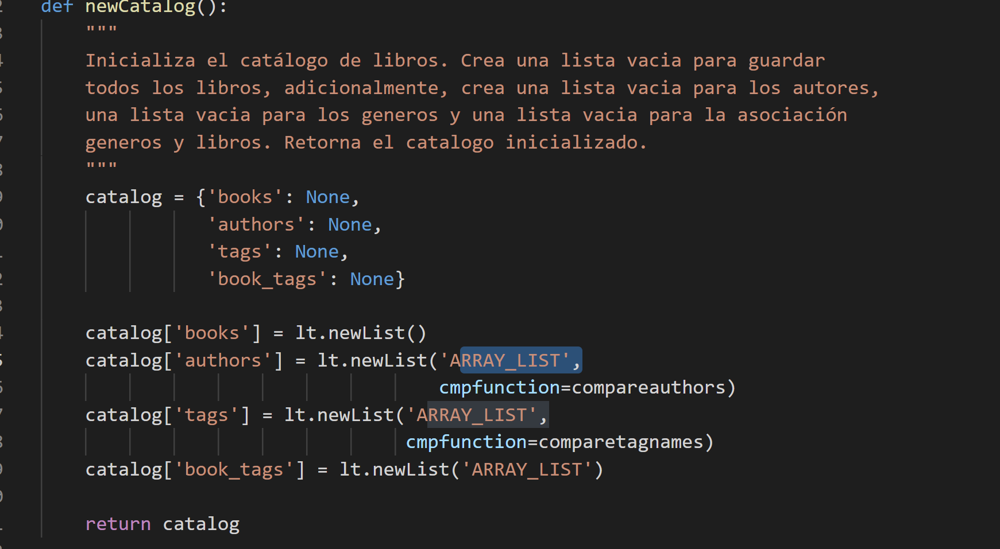 def newCatalog():
"""
Inicializa el catálogo de libros. Crea una lista vacia para guardar
todos los libros, adicionalmente, crea una lista vacia para los autores,
una lista vacia para los generos y una lista vacia para la asociación
generos y libros. Retorna el catalogo inicializado.
"""
catalog = {'books': None,
'authors': None,
'tags': None,
'book_tags': None}
catalog['books'] = lt.newList()
catalog['authors'] = lt.newList('ARRAY_LIST',
cmpfunction=compareauthors)
catalog['tags'] = lt.newList('ARRAY_LIST',
cmpfunction=comparetagnames)
catalog['book_tags'] = lt.newList('ARRAY_LIST')
return catalog